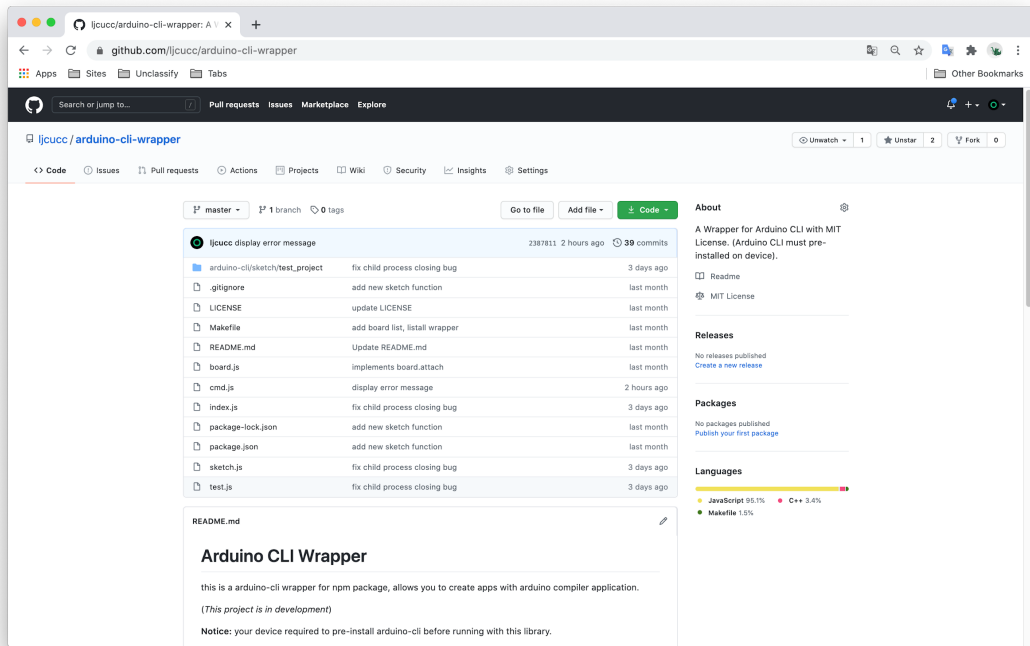 ljcucc/arduino-cli-wrapper: A W
github.com/ljcucc/arduino-cli-wrapper
Apps Sites Unclassify Tabs Other Bookmarks
Search or jump to... / Pull requests Issues Marketplace Explore
ljcucc / arduino-cli-wrapper Unwatch 1 Unstar 2 Fork 0
Code Issues Pull requests Actions Projects Wiki Security Insights Settings
master 1 branch 0 tags Go to file Add file Code
ljcucc display error message 2387811 2 hours ago 39 commits
arduino-cli/sketch/test_project fix child process closing bug 3 days ago
.gitignore add new sketch function last month
LICENSE update LICENSE last month
Makefile add board list, listall wrapper last month
README.md Update README.md last month
board.js implements board.attach last month
cmd.js display error message 2 hours ago
index.js fix child process closing bug 3 days ago
package-lock.json add new sketch function last month
package.json add new sketch function last month
sketch.js fix child process closing bug 3 days ago
test.js fix child process closing bug 3 days ago
README.md
Arduino CLI Wrapper
this is a arduino-cli wrapper for npm package, allows you to create apps with arduino compiler application.
(This project is in development)
Notice: your device required to pre-install arduino-cli before running with this library.
About
A Wrapper for Arduino CLI with MIT
License. (Arduino CLI must pre-
installed on device).
Readme
MIT License
Releases
No releases published
Create a new release
Packages
No packages published
Publish your first package
Languages
JavaScript 95.1% C++ 3.4%
Makefile 1.5%